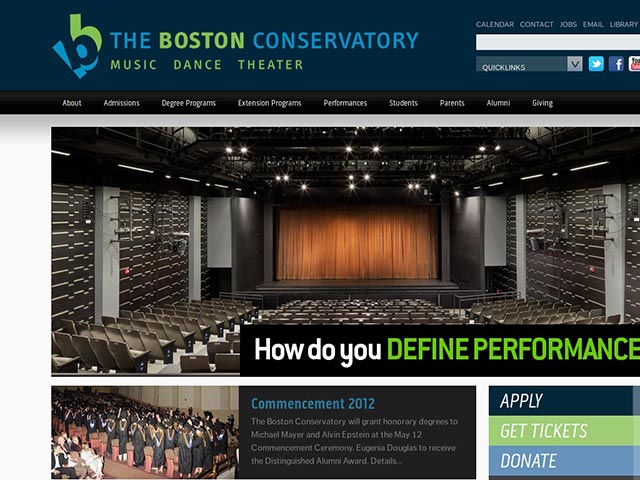 THE BOSTON CONSERVATORY
MUSIC DANCE THEATER
CALENDAR CONTACT JOBS EMAIL LIBRARY
QUICKLINKS
You
About Admissions Degree Programs Extension Programs Performances Students Parents Alumni Giving
How do you DEFINE PERFORMANCE
Commencement 2012
The Boston Conservatory will grant honorary degrees to
Michael Mayer and Alvin Epstein at the May 12
Commencement Ceremony. Eugenia Douglas to receive
the Distinguished Alumni Award. Details...
APPLY
GET TICKETS
DONATE